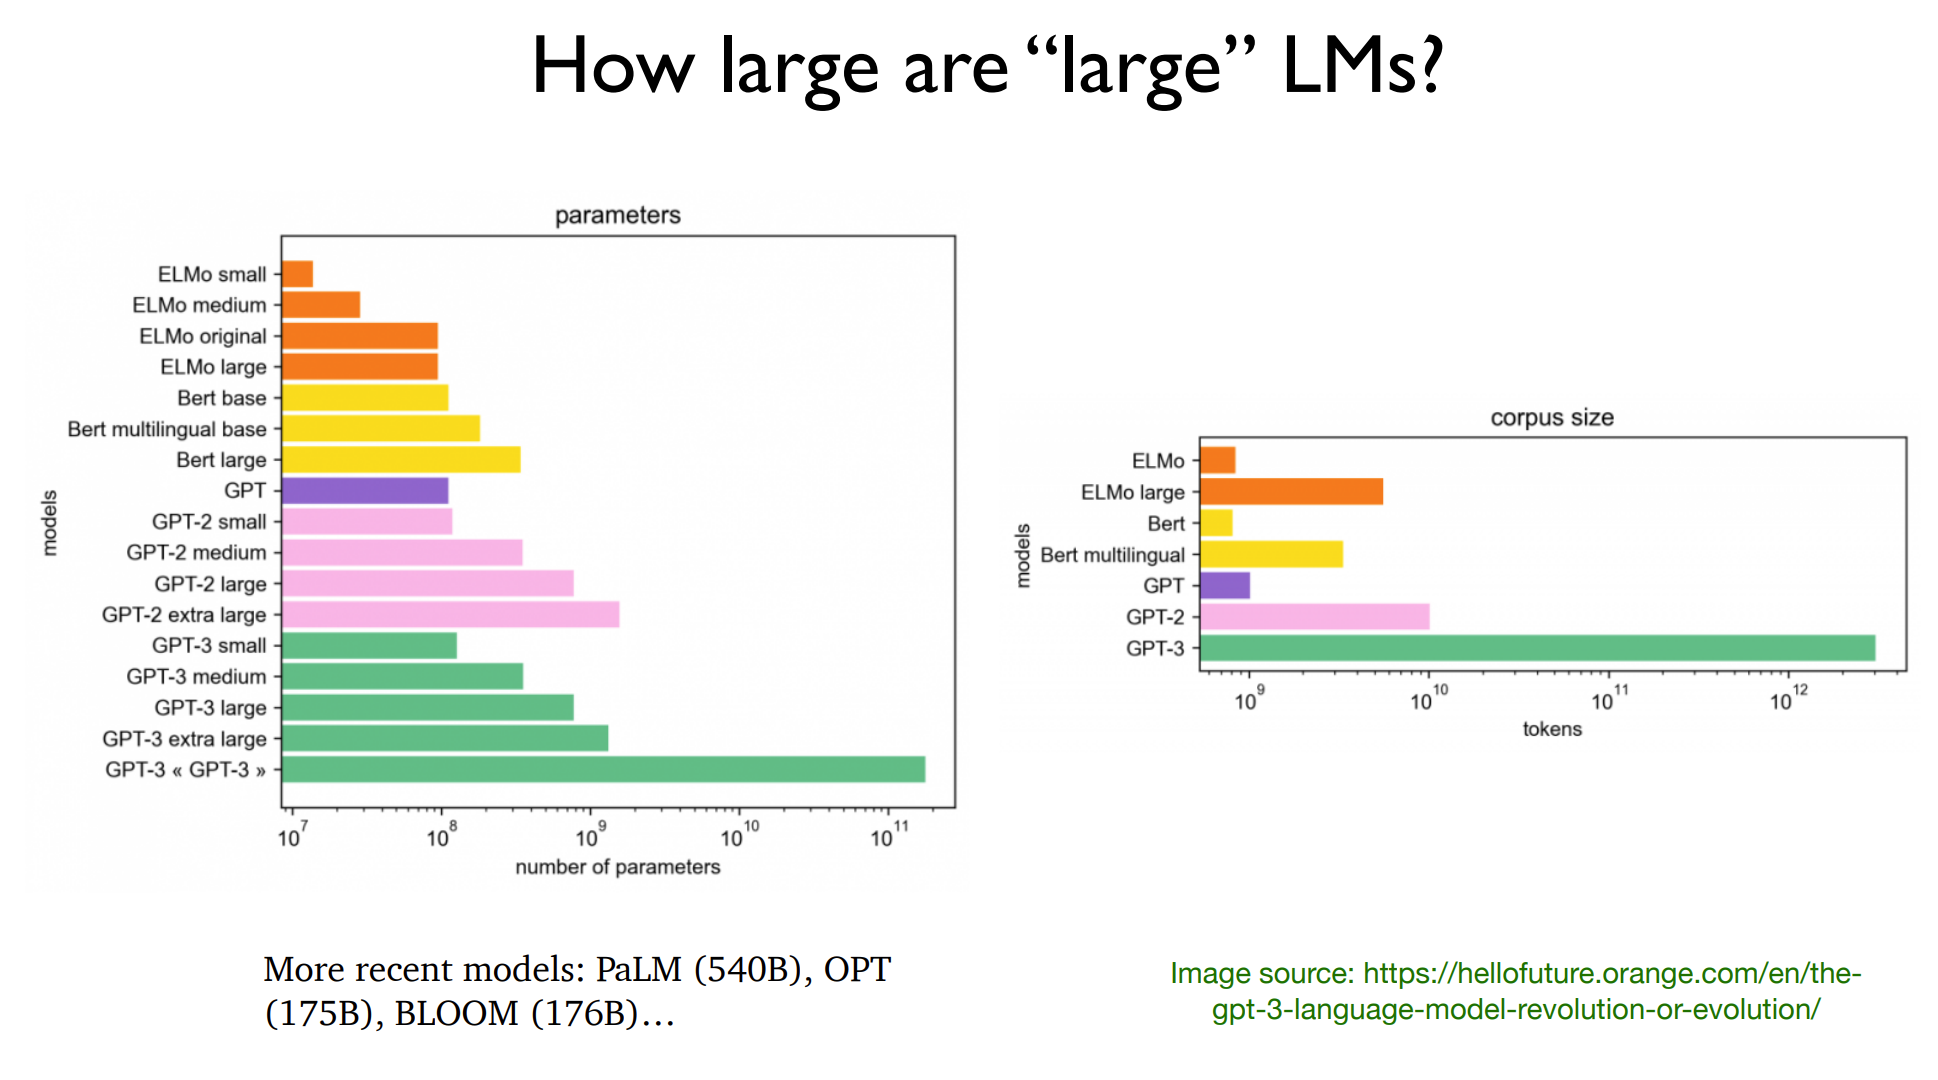 How large are “large” LMs?
parameters
ELMo small
ELMo medium
ELMo original
ELMo large
Bert base
Bert multilingual base
Bert large
GPT
GPT-2 small
GPT-2 medium
GPT-2 large
GPT-2 extra large
GPT-3 small
GPT-3 medium
GPT-3 large
GPT-3 extra large
GPT-3 « GPT-3 »
models
10^7 10^8 10^9 10^10 10^11
number of parameters
corpus size
ELMo
ELMo large
Bert
Bert multilingual
GPT
GPT-2
GPT-3
models
10^9 10^10 10^11 10^12
tokens
More recent models: PaLM (540B), OPT
(175B), BLOOM (176B)…
Image source: https://hellofuture.orange.com/en/the-
gpt-3-language-model-revolution-or-evolution/